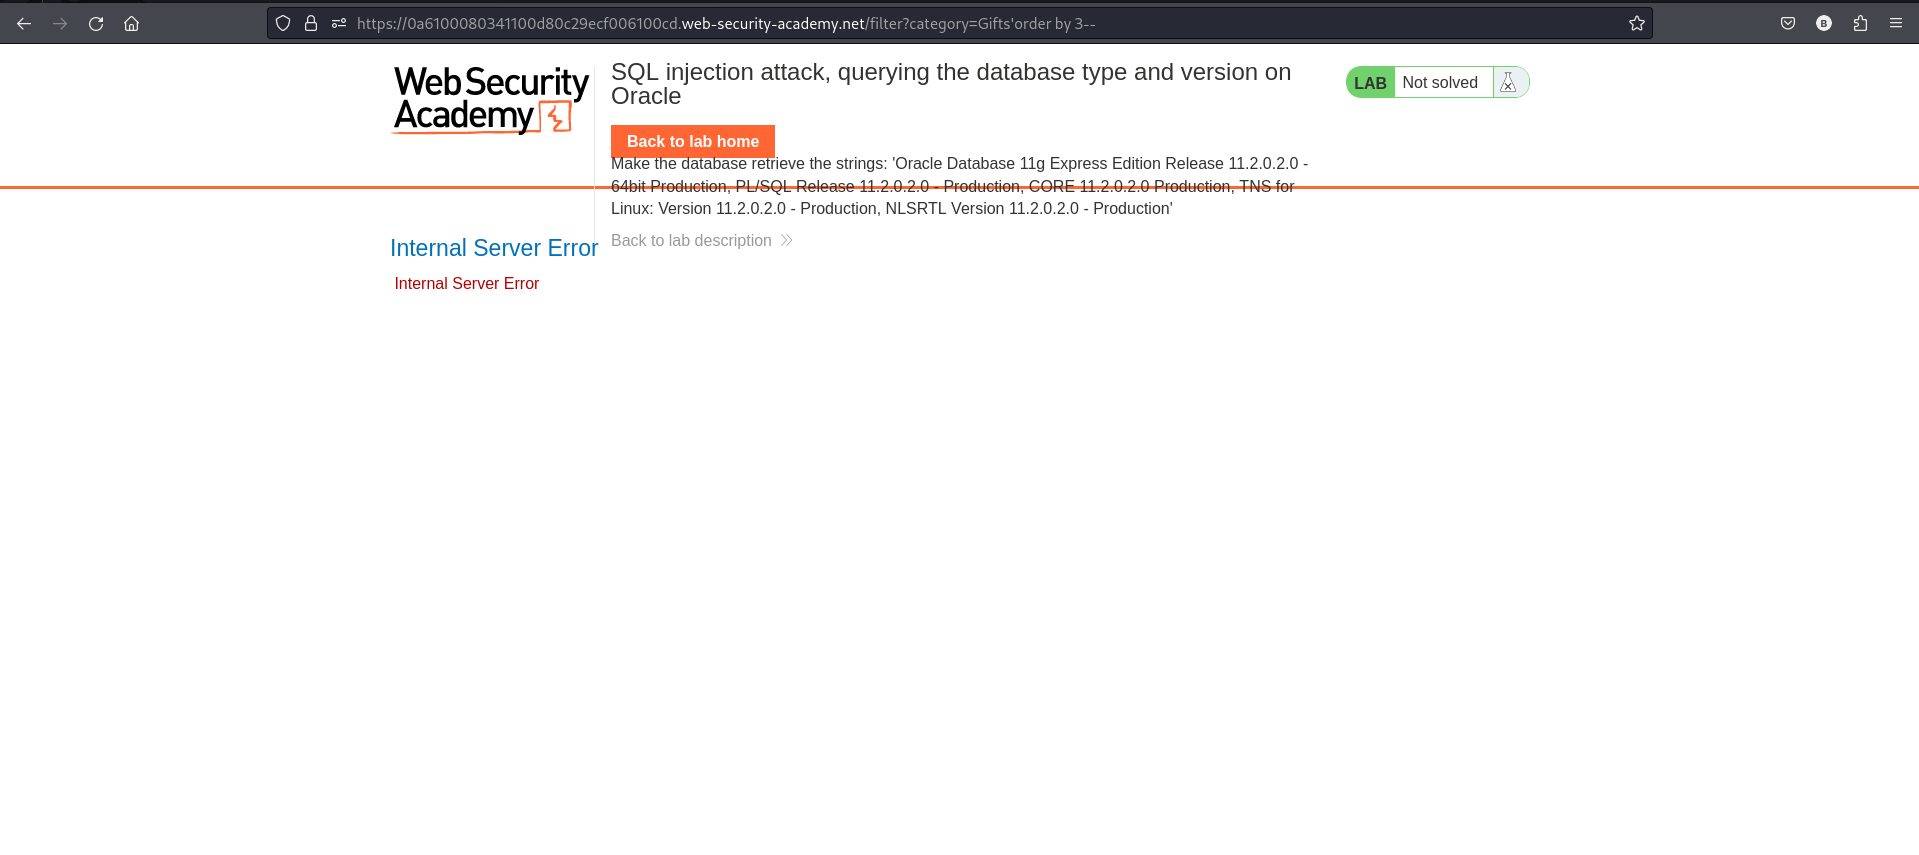 https://0a6100080341100d80c29ecf006100cd.web-security-academy.net/filter?category=Gifts'order by 3--
B
Web Security
Academy
SQL injection attack, querying the database type and version on
Oracle
LAB Not solved
Back to lab home
Make the database retrieve the strings: 'Oracle Database 11g Express Edition Release 11.2.0.2.0 -
64bit Production, PL/SQL Release 11.2.0.2.0 - Production, CORE 11.2.0.2.0 Production, TNS for
Linux: Version 11.2.0.2.0 - Production, NLSRTL Version 11.2.0.2.0 - Production'
Back to lab description
Internal Server Error
Internal Server Error